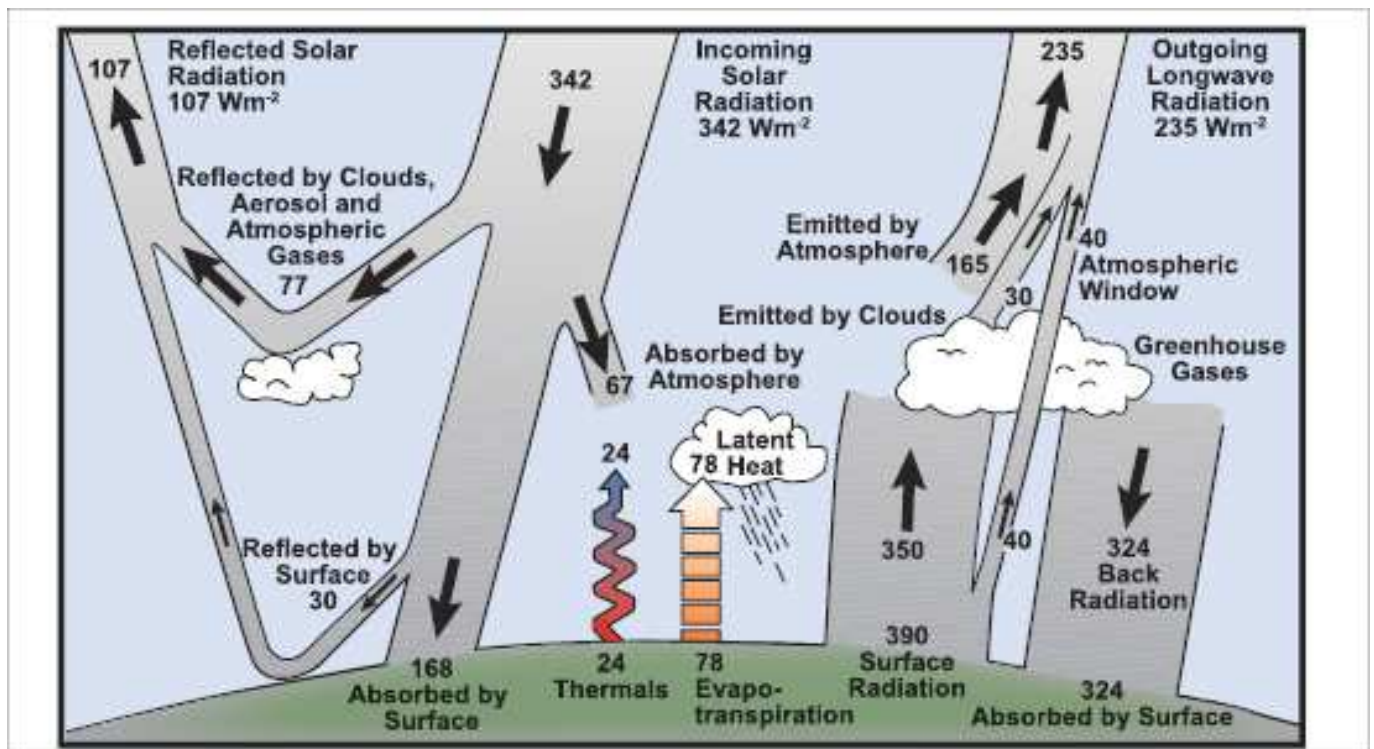 107
Reflected Solar
Radiation
107 Wm⁻²
342
Incoming
Solar
Radiation
342 Wm⁻²
235
Outgoing
Longwave
Radiation
235 Wm⁻²
Reflected by Clouds,
Aerosol and
Atmospheric
Gases
77
Emitted by
Atmosphere
165
40
Atmospheric
Window
30
Emitted by Clouds
Greenhouse
Gases
Absorbed by
Atmosphere
67
Latent
Heat
24
78
350
40
324
Back
Radiation
Reflected by
Surface
30
168
Absorbed by
Surface
24
Thermals
78
Evapo-
transpiration
390
Surface
Radiation
324
Absorbed by Surface